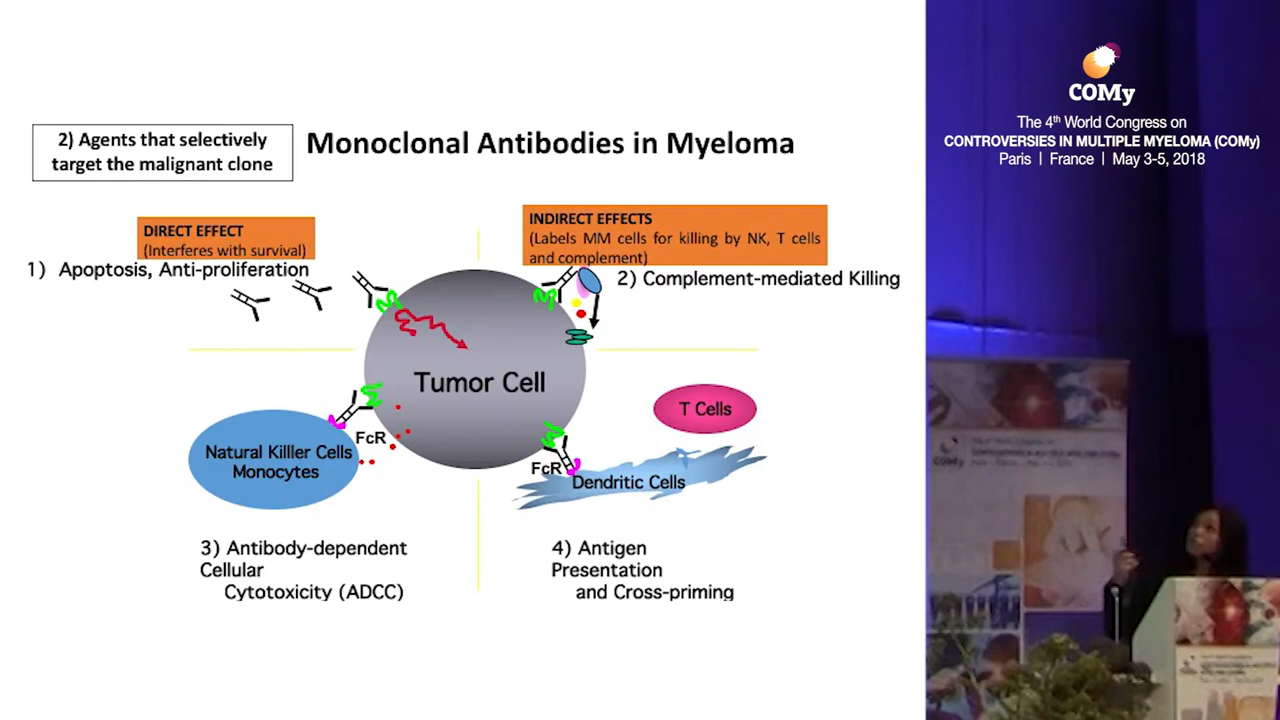 2) Agents that selectively
target the malignant clone
Monoclonal Antibodies in Myeloma
DIRECT EFFECT
(Interferes with survival)
1) Apoptosis, Anti-proliferation
INDIRECT EFFECTS
(Labels MM cells for killing by NK, T cells
and complement)
2) Complement-mediated Killing
Tumor Cell
T Cells
FcR
Natural Killler Cells
Monocytes
FcR
Dendritic Cells
3) Antibody-dependent
Cellular
Cytotoxicity (ADCC)
4) Antigen
Presentation
and Cross-priming
COMy
The 4th World Congress on
CONTROVERSIES IN MULTIPLE MYELOMA (COMy)
Paris | France | May 3-5, 2018
COMy